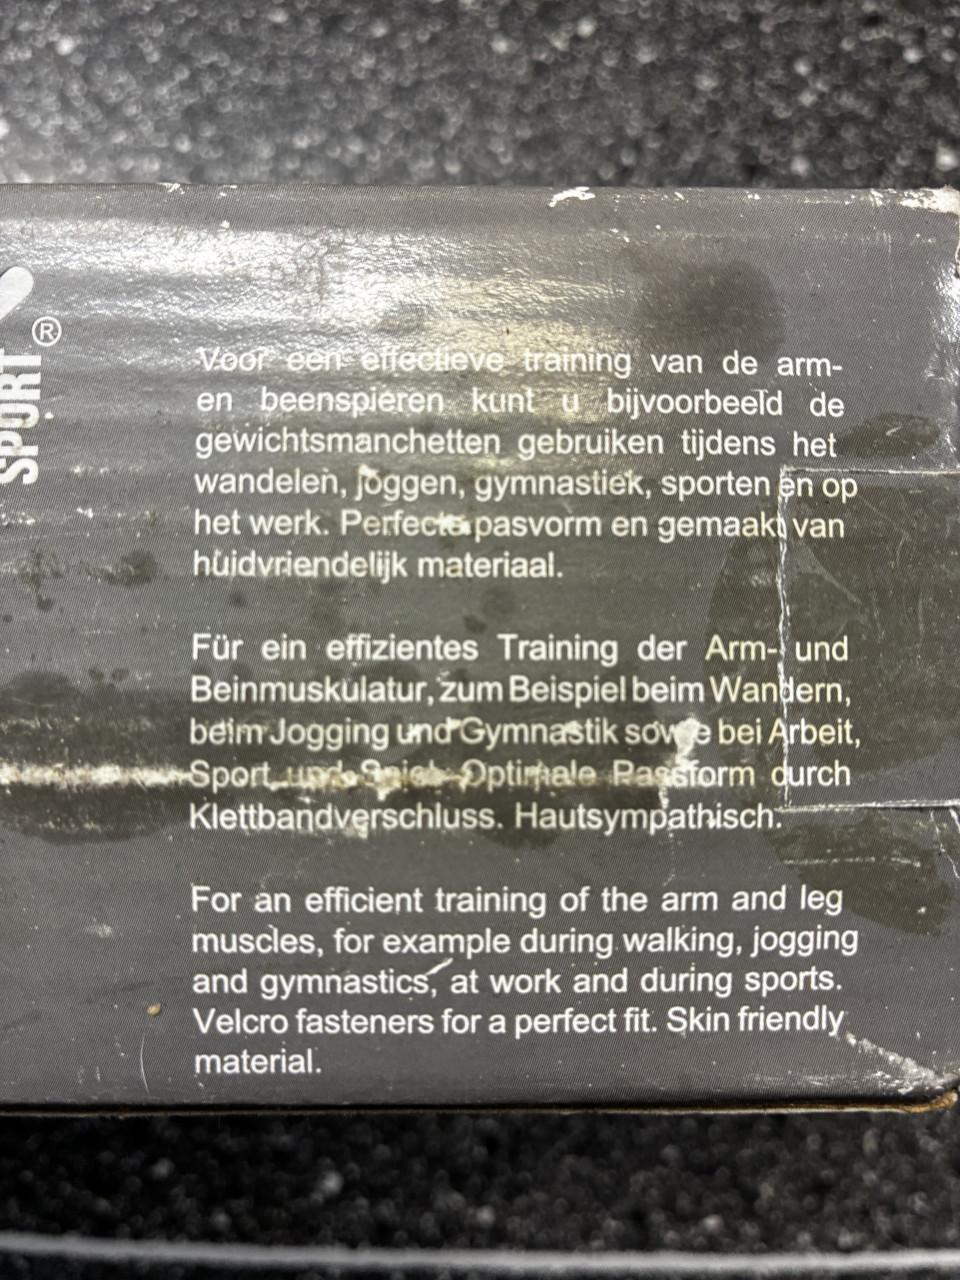 SPORT®
Voor een effectieve training van de arm-
en beenspieren kunt u bijvoorbeeld de
gewichtsmanchetten gebruiken tijdens het
wandelen, joggen, gymnastiek, sporten en op
het werk. Perfecte pasvorm en gemaakt van
huidvriendelijk materiaal.
Für ein effizientes Training der Arm- und
Beinmuskulatur, zum Beispiel beim Wandern,
beim Jogging und Gymnastik sowie bei Arbeit,
Sport und Spiel. Optimale Passform durch
Klettbandverschluss. Hautsympathisch.
For an efficient training of the arm and leg
muscles, for example during walking, jogging
and gymnastics, at work and during sports.
Velcro fasteners for a perfect fit. Skin friendly
material.